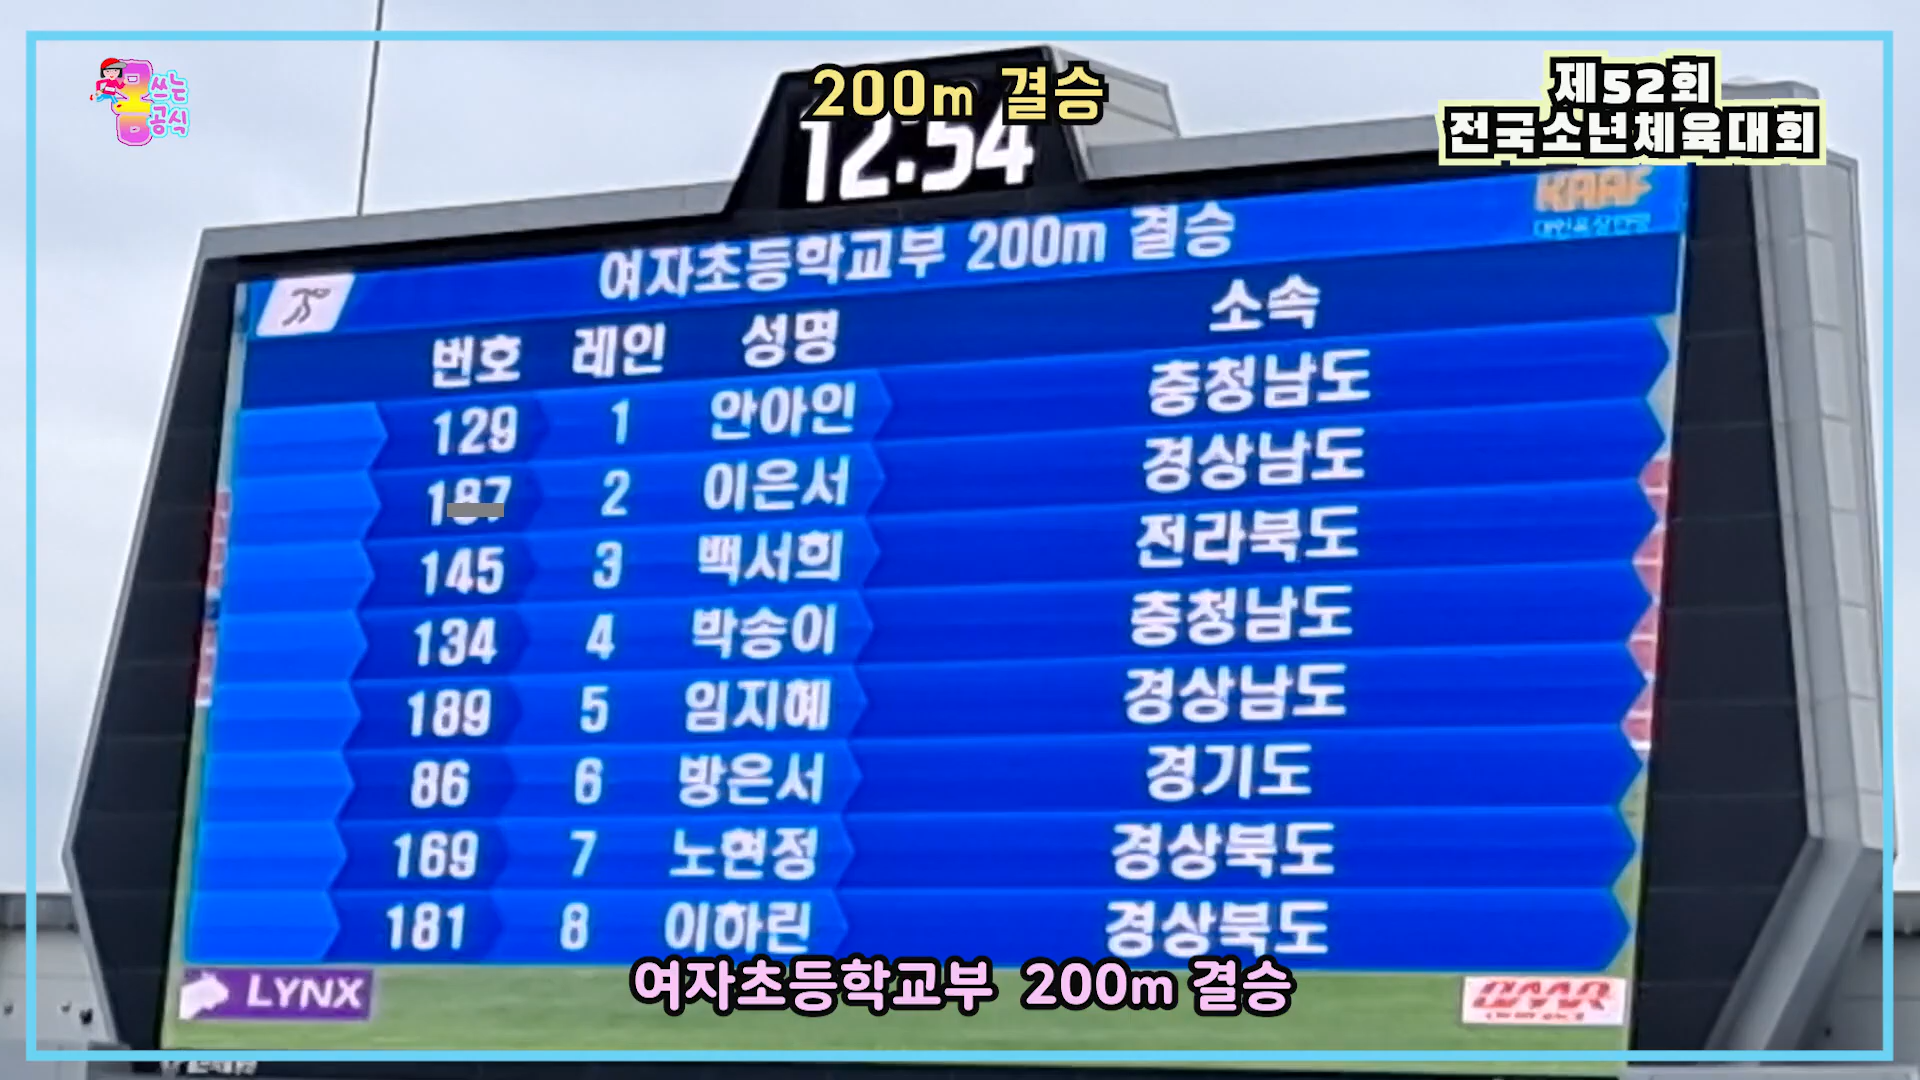 몸쓰는
공식
200m 결승
제52회
전국소년체육대회
12:54
KAAF
여자초등학교부 200m 결승
번호 레인 성명 소속
129 1 안아인 충청남도
2 이은서 경상남도
145 3 백서희 전라북도
134 4 박송이 충청남도
189 5 임지혜 경상남도
86 6 방은서 경기도
169 7 노현정 경상북도
181 8 이하린 경상북도
LYNX
여자초등학교부 200m 결승